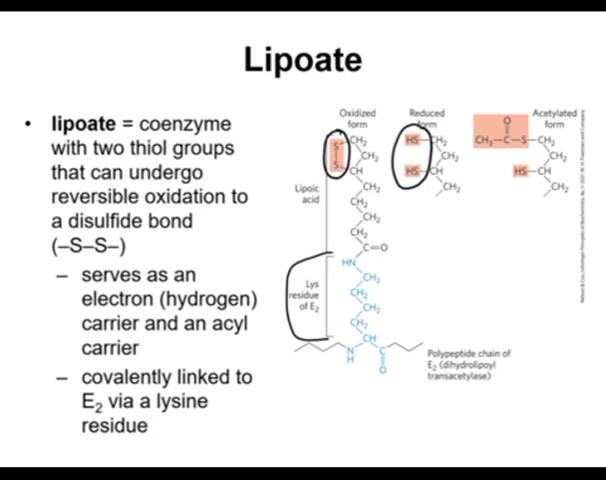 Lipoate
• lipoate = coenzyme
with two thiol groups
that can undergo
reversible oxidation to
a disulfide bond
(–S–S–)
– serves as an
electron (hydrogen)
carrier and an acyl
carrier
– covalently linked to
E₂ via a lysine
residue
Oxidized
form
Reduced
form
Acetylated
form
S
S
CH₂
CH₂
CH
CH₂
CH₂
CH₂
CH₂
C=O
HN
CH₂
CH₂
CH₂
CH₂
CH
N
H
C
O
HS–CH₂
CH₂
HS–CH
CH₂
O
CH₃–C–S–CH₂
CH₂
HS–CH
CH₂
Lipoic
acid
Lys
residue
of E₂
Polypeptide chain of
E₂ (dihydrolipoyl
transacetylase)